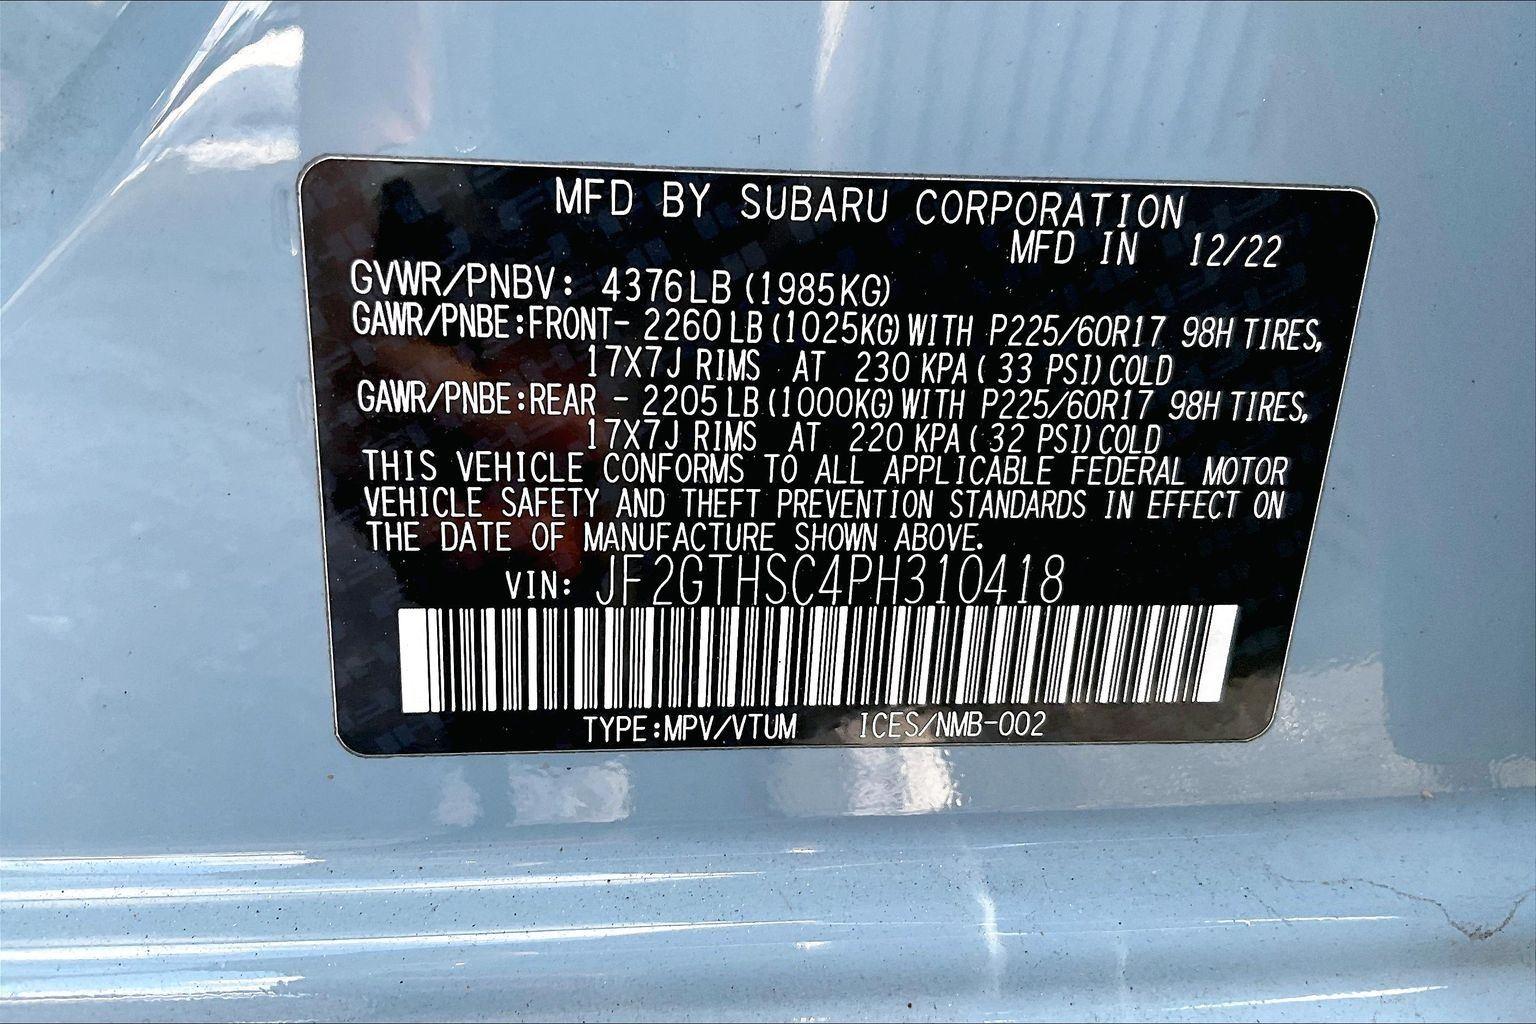 MFD BY SUBARU CORPORATION
MFD IN 12/22
GVWR/PNBV: 4376LB (1985KG)
GAWR/PNBE:FRONT- 2260LB (1025KG) WITH P225/60R17 98H TIRES,
17X7J RIMS AT 230 KPA ( 33 PSI) COLD
GAWR/PNBE:REAR - 2205LB (1000KG) WITH P225/60R17 98H TIRES,
17X7J RIMS AT 220 KPA ( 32 PSI) COLD
THIS VEHICLE CONFORMS TO ALL APPLICABLE FEDERAL MOTOR
VEHICLE SAFETY AND THEFT PREVENTION STANDARDS IN EFFECT ON
THE DATE OF MANUFACTURE SHOWN ABOVE.
VIN: JF2GTHSC4PH310418
TYPE:MPV/VTUM ICES/NMB-002